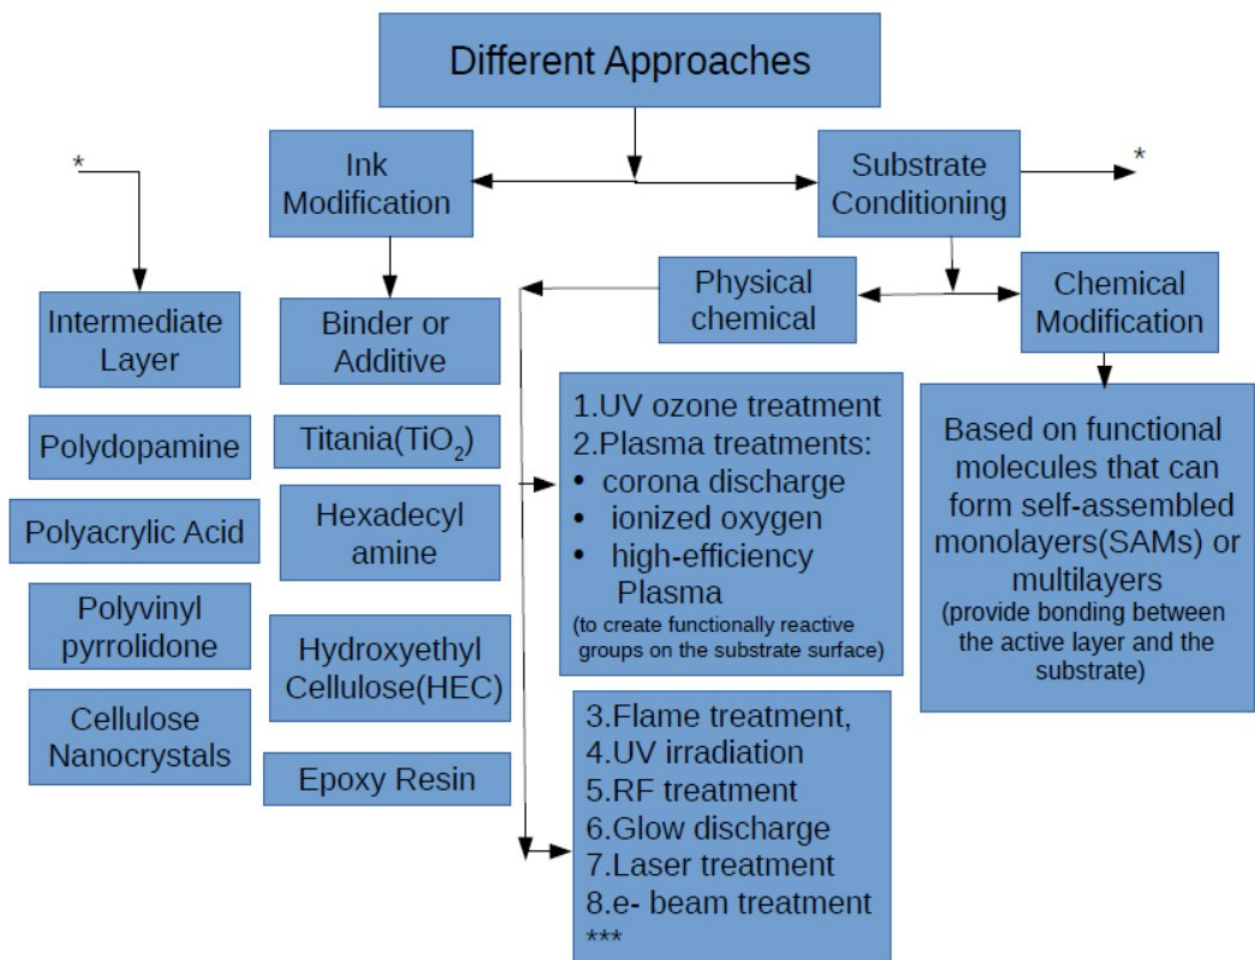 Different Approaches
*
Ink
Modification
Substrate
Conditioning
*
Intermediate
Layer
Binder or
Additive
Physical
chemical
Chemical
Modification
Polydopamine
Polyacrylic Acid
Polyvinyl
pyrrolidone
Cellulose
Nanocrystals
Titania(TiO₂)
Hexadecyl
amine
Hydroxyethyl
Cellulose(HEC)
Epoxy Resin
1.UV ozone treatment
2.Plasma treatments:
• corona discharge
• ionized oxygen
• high-efficiency
Plasma
(to create functionally reactive
groups on the substrate surface)
3.Flame treatment,
4.UV irradiation
5.RF treatment
6.Glow discharge
7.Laser treatment
8.e- beam treatment
***
Based on functional
molecules that can
form self-assembled
monolayers(SAMs) or
multilayers
(provide bonding between
the active layer and the
substrate)